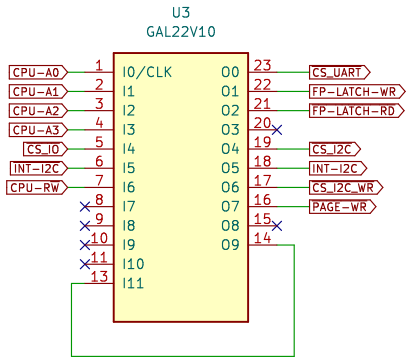 U3
GAL22V10
CPU-A0 1 I0/CLK O0 23 CS_UART
CPU-A1 2 I1 O1 22 FP-LATCH-WR
CPU-A2 3 I2 O2 21 FP-LATCH-RD
CPU-A3 4 I3 O3 20
CS_IO 5 I4 O4 19 CS_I2C
INT-I2C 6 I5 O5 18 INT-I2C
CPU-RW 7 I6 O6 17 CS_I2C_WR
8 I7 O7 16 PAGE-WR
9 I8 O8 15
10 I9 O9 14
11 I10
13 I11